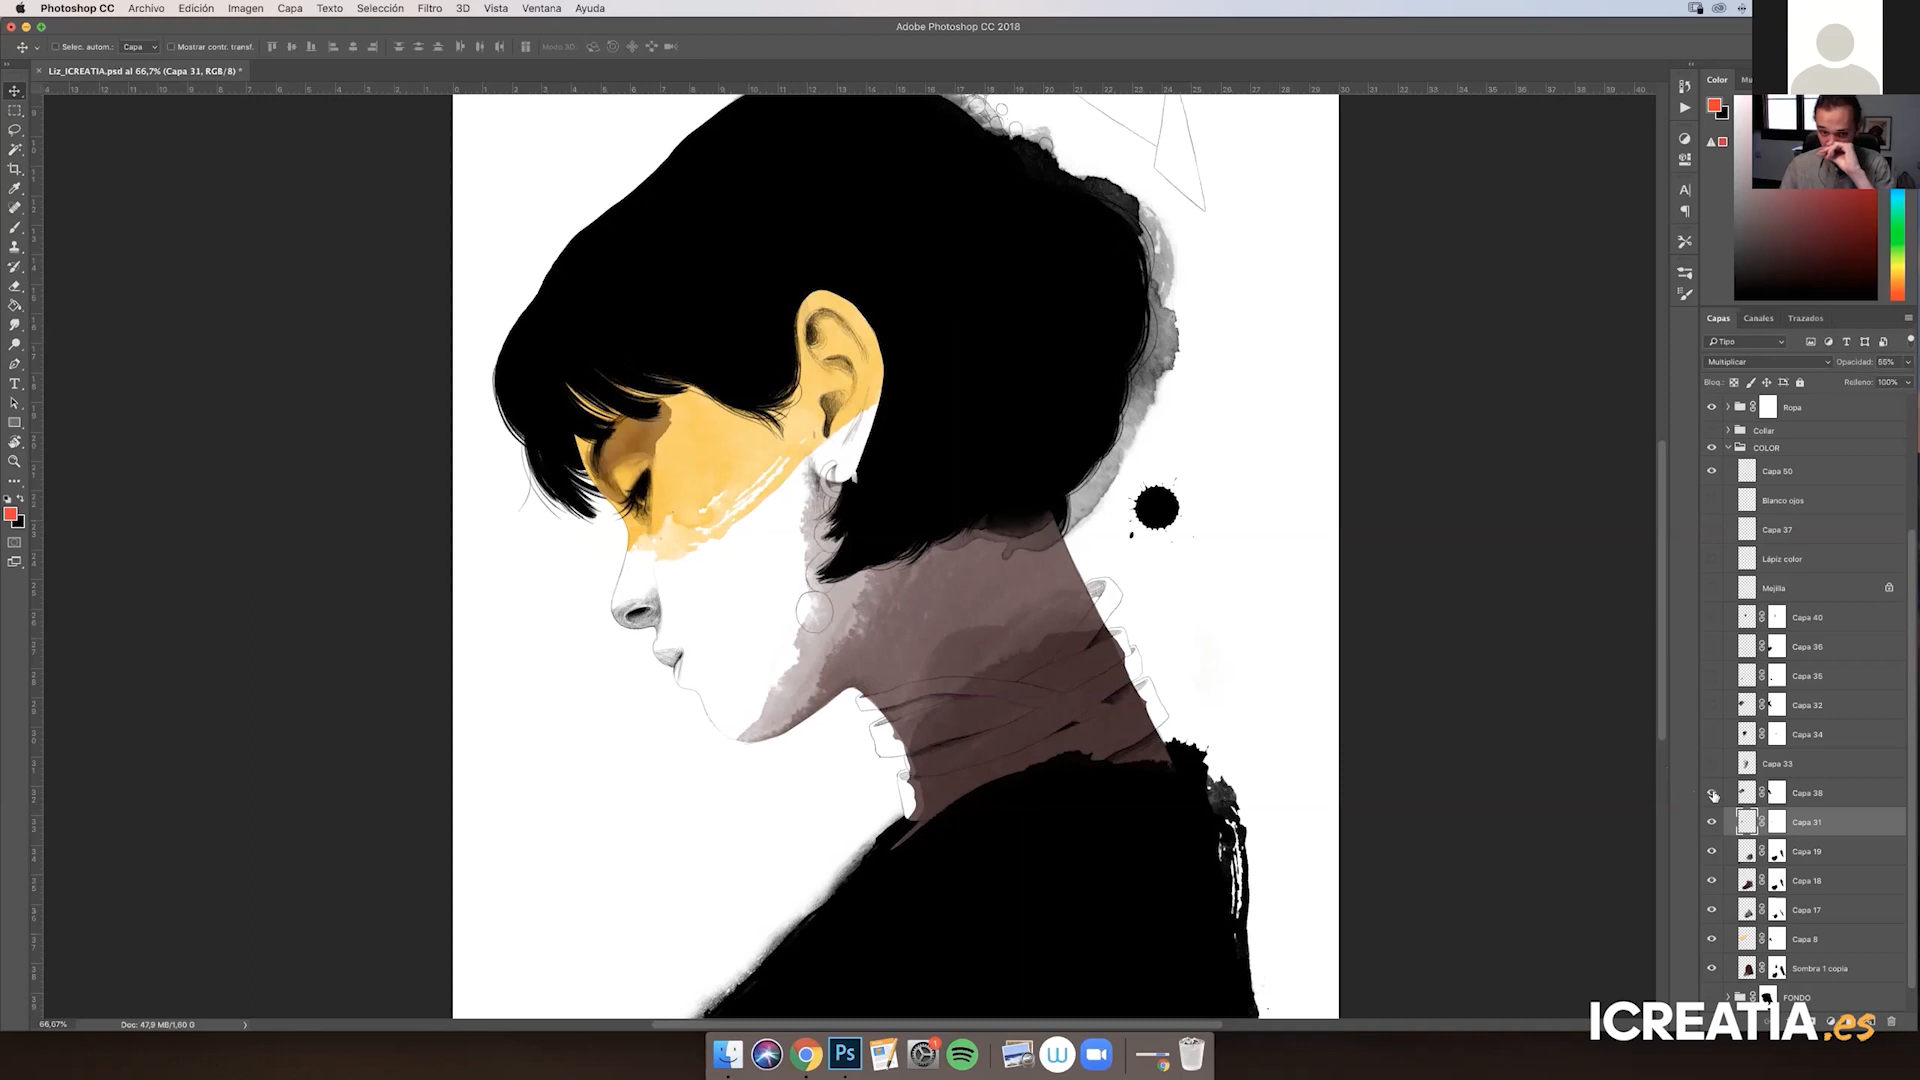 Photoshop CC Archivo Edición Imagen Capa Texto Selección Filtro 3D Vista Ventana Ayuda
Adobe Photoshop CC 2018
Selec. autom.: Capa Mostrar contr. transf. Modo 3D:
Liz_ICREATIA.psd al 66,7% (Capa 31, RGB/8) *
Color Mu
Capas Canales Trazados
Tipo
Multiplicar Opacidad: 55%
Bloq.: Relleno: 100%
Ropa
Collar
COLOR
Capa 50
Blanco ojos
Capa 37
Lápiz color
Mejilla
Capa 40
Capa 36
Capa 35
Capa 32
Capa 34
Capa 33
Capa 38
Capa 31
Capa 19
Capa 18
Capa 17
Capa 8
Sombra 1 copia
FONDO
66,67% Doc: 47,9 MB/1,60 G
ICREATIA.es
Ps